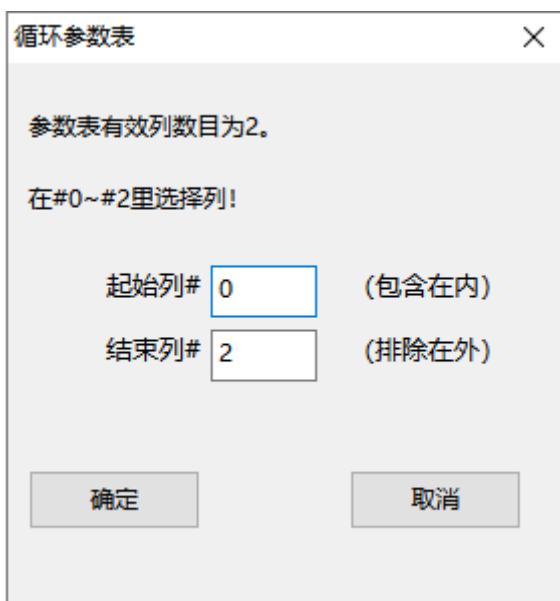 循环参数表
参数表有效列数目为2。
在#0~#2里选择列!
起始列# 0 (包含在内)
结束列# 2 (排除在外)
确定 取消